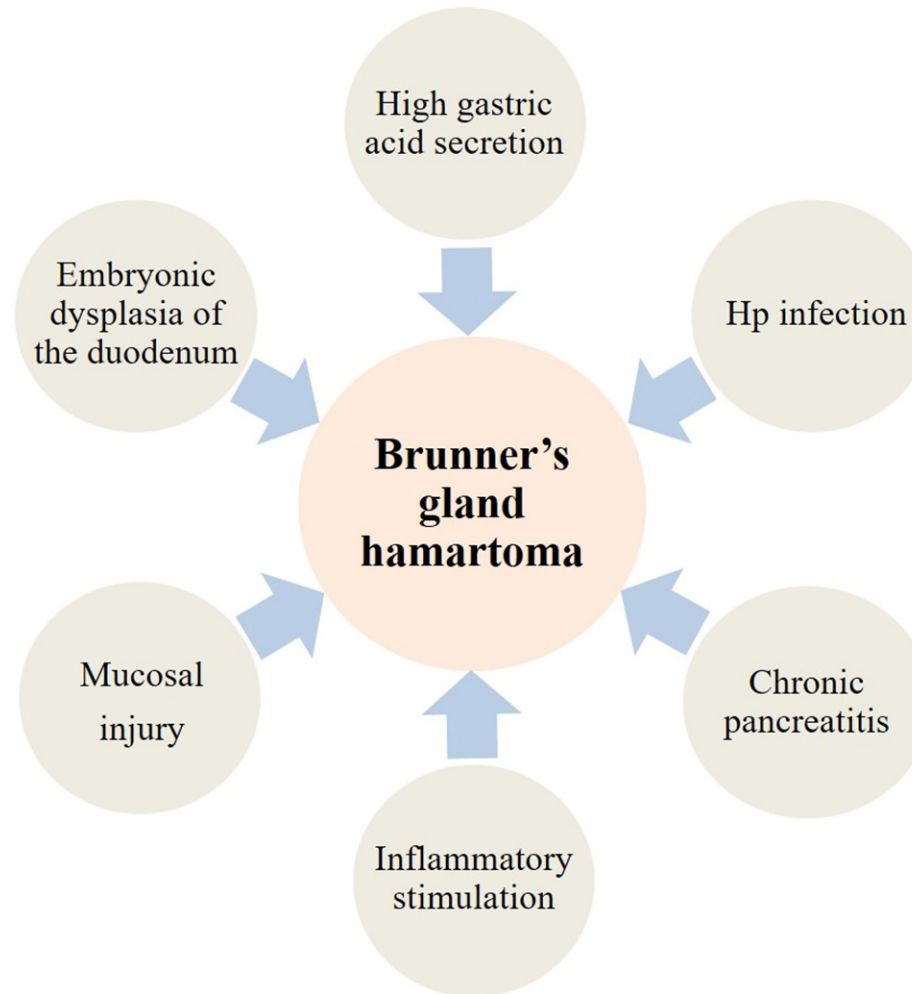 High gastric
acid secretion
Embryonic
dysplasia of
the duodenum
Hp infection
Brunner’s
gland
hamartoma
Mucosal
injury
Chronic
pancreatitis
Inflammatory
stimulation